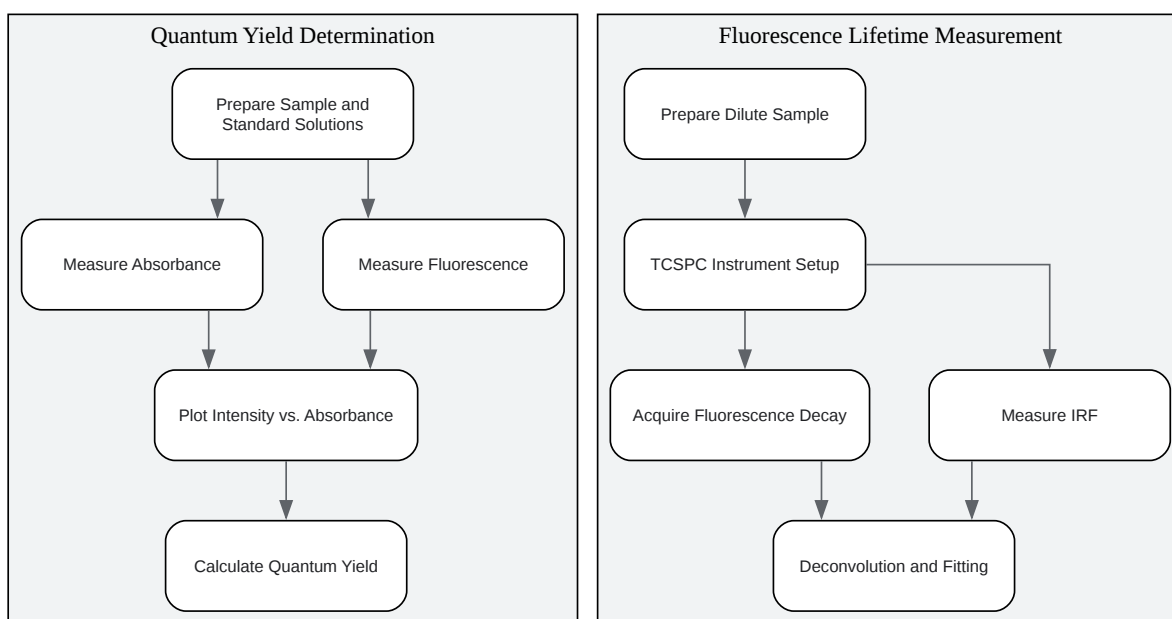 Quantum Yield Determination
Prepare Sample and
Standard Solutions
Measure Absorbance
Measure Fluorescence
Plot Intensity vs. Absorbance
Calculate Quantum Yield
Fluorescence Lifetime Measurement
Prepare Dilute Sample
TCSPC Instrument Setup
Acquire Fluorescence Decay
Measure IRF
Deconvolution and Fitting